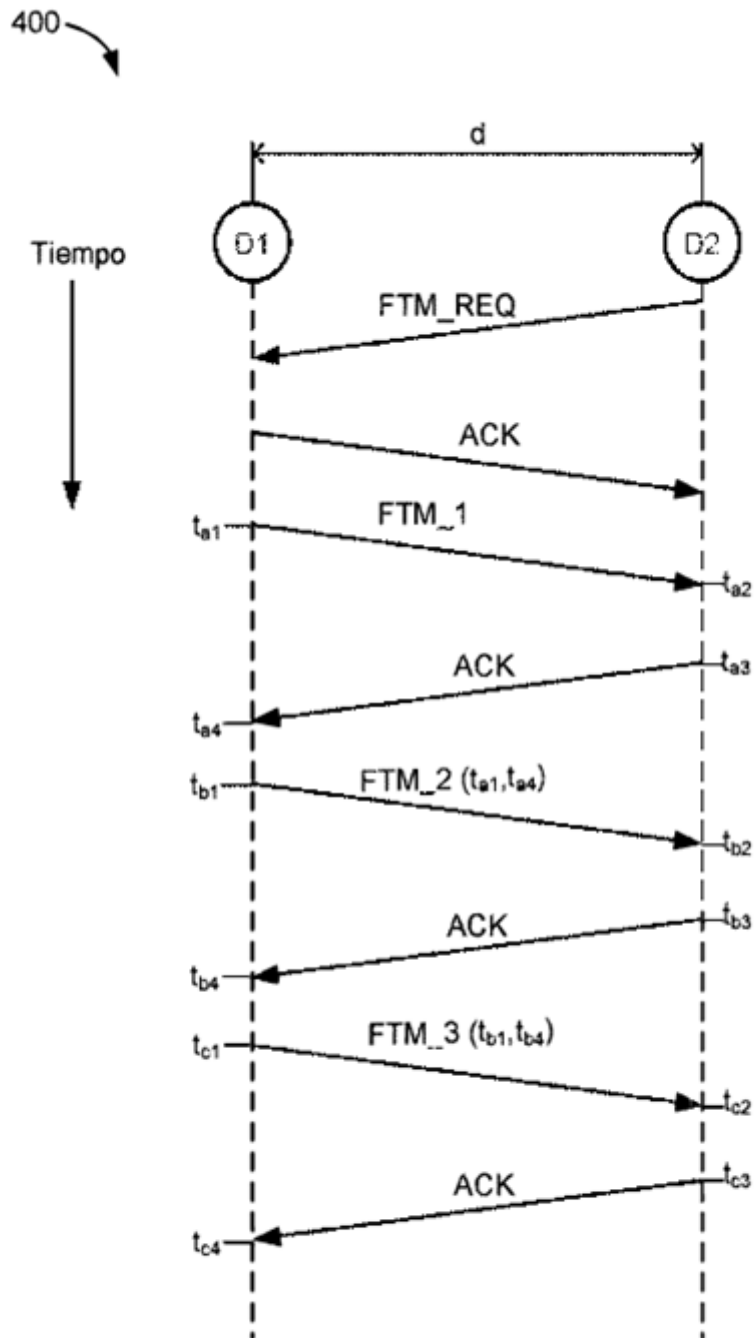 400
d
D1
D2
Tiempo
FTM_REQ
ACK
FTM_1
ta1
ta2
ACK
ta3
ta4
tb1
FTM_2 (ta1,ta4)
tb2
ACK
tb3
tb4
tc1
FTM_3 (tb1,tb4)
tc2
ACK
tc3
tc4